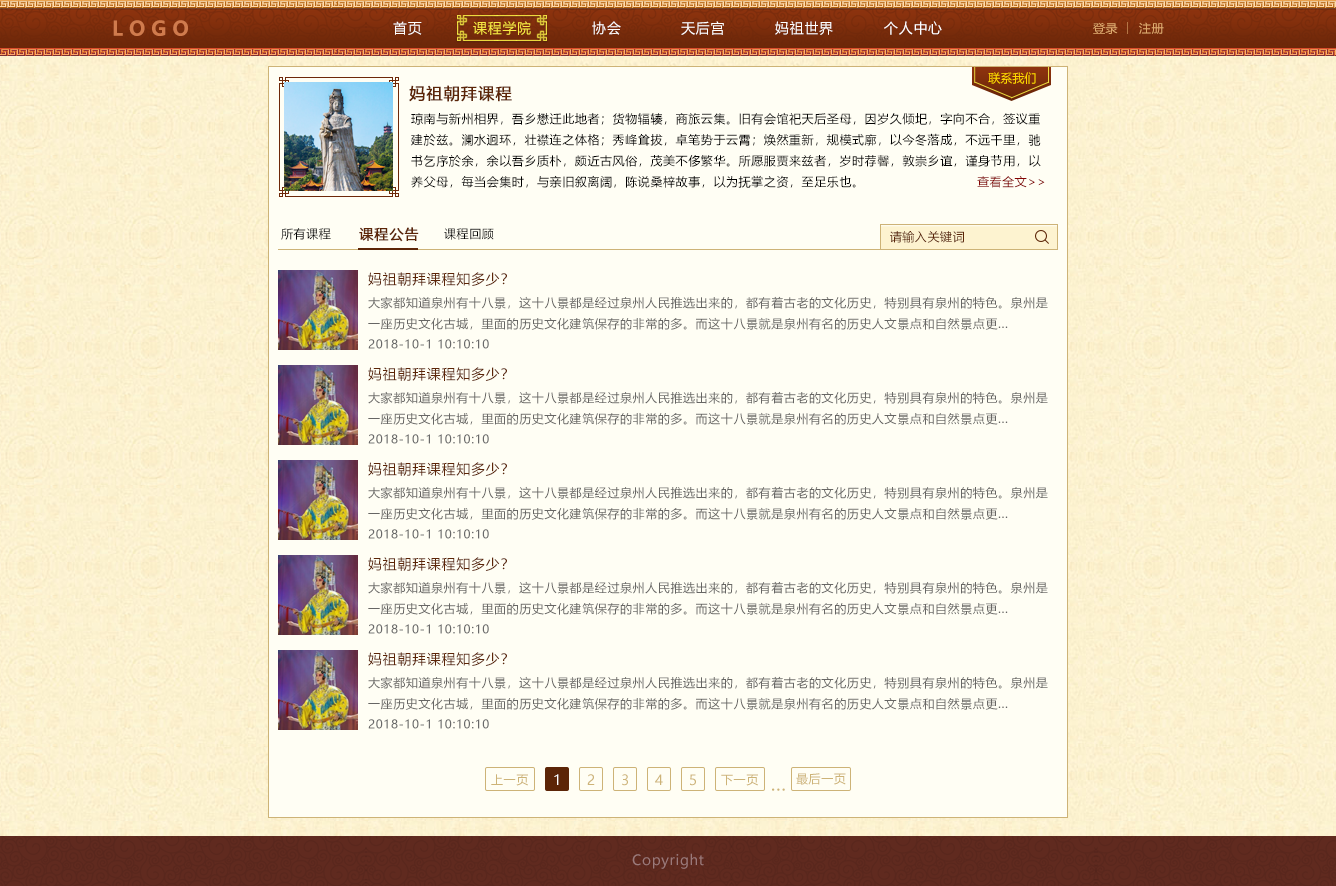 LOGO
首页 课程学院 协会 天后宫 妈祖世界 个人中心 登录 | 注册
联系我们
妈祖朝拜课程
琼南与新州相界，吾乡懋迁此地者；货物辐辏，商旅云集。旧有会馆祀天后圣母，因岁久倾圯，字向不合，签议重
建於兹。澜水迥环，壮襟连之体格；秀峰耸拔，卓笔势于云霄；焕然重新，规模式廓，以今冬落成，不远千里，驰
书乞序於余，余以吾乡质朴，颇近古风俗，茂美不侈繁华。所愿服贾来兹者，岁时荐馨，敦崇乡谊，谨身节用，以
养父母，每当会集时，与亲旧叙离阔，陈说桑梓故事，以为抚掌之资，至足乐也。 查看全文>>
所有课程 课程公告 课程回顾 请输入关键词
妈祖朝拜课程知多少？
大家都知道泉州有十八景，这十八景都是经过泉州人民推选出来的，都有着古老的文化历史，特别具有泉州的特色。泉州是
一座历史文化古城，里面的历史文化建筑保存的非常的多。而这十八景就是泉州有名的历史人文景点和自然景点更...
2018-10-1 10:10:10
妈祖朝拜课程知多少？
大家都知道泉州有十八景，这十八景都是经过泉州人民推选出来的，都有着古老的文化历史，特别具有泉州的特色。泉州是
一座历史文化古城，里面的历史文化建筑保存的非常的多。而这十八景就是泉州有名的历史人文景点和自然景点更...
2018-10-1 10:10:10
妈祖朝拜课程知多少？
大家都知道泉州有十八景，这十八景都是经过泉州人民推选出来的，都有着古老的文化历史，特别具有泉州的特色。泉州是
一座历史文化古城，里面的历史文化建筑保存的非常的多。而这十八景就是泉州有名的历史人文景点和自然景点更...
2018-10-1 10:10:10
妈祖朝拜课程知多少？
大家都知道泉州有十八景，这十八景都是经过泉州人民推选出来的，都有着古老的文化历史，特别具有泉州的特色。泉州是
一座历史文化古城，里面的历史文化建筑保存的非常的多。而这十八景就是泉州有名的历史人文景点和自然景点更...
2018-10-1 10:10:10
妈祖朝拜课程知多少？
大家都知道泉州有十八景，这十八景都是经过泉州人民推选出来的，都有着古老的文化历史，特别具有泉州的特色。泉州是
一座历史文化古城，里面的历史文化建筑保存的非常的多。而这十八景就是泉州有名的历史人文景点和自然景点更...
2018-10-1 10:10:10
上一页 1 2 3 4 5 下一页 ... 最后一页
Copyright